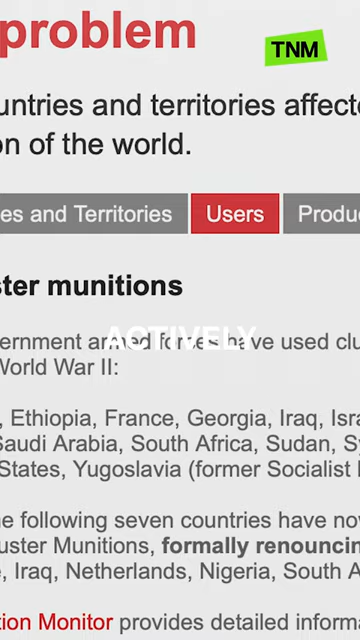 problem
TNM
untries and territories affecte
on of the world.
es and Territories
Users
Produ
ster munitions
ernment armed forces have used clu
ACTIVELY
World War II:
, Ethiopia, France, Georgia, Iraq, Isra
Saudi Arabia, South Africa, Sudan, Sy
States, Yugoslavia (former Socialist
e following seven countries have nov
uster Munitions, formally renouncin
, Iraq, Netherlands, Nigeria, South A
tion Monitor provides detailed informa